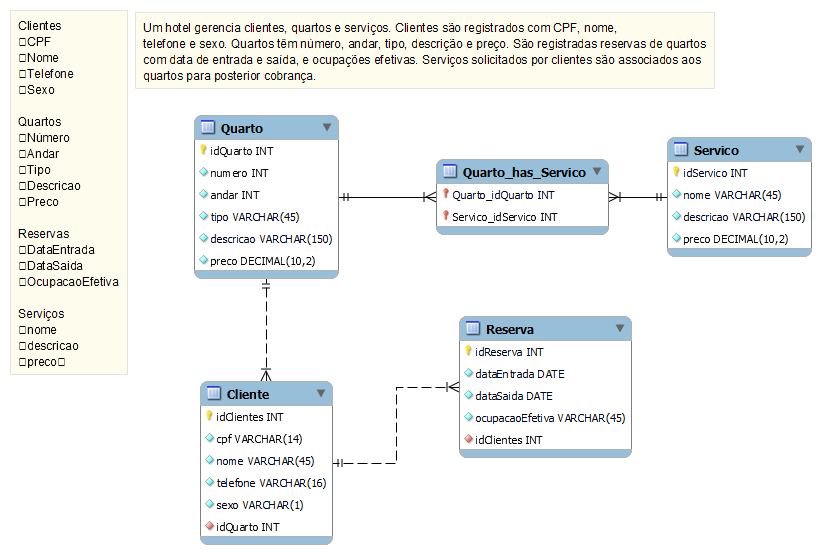 Clientes
□CPF
□Nome
□Telefone
□Sexo
Quartos
□Número
□Andar
□Tipo
□Descricao
□Preco
Reservas
□DataEntrada
□DataSaida
□OcupacaoEfetiva
Serviços
□nome
□descricao
□preco□
Um hotel gerencia clientes, quartos e serviços. Clientes são registrados com CPF, nome,
telefone e sexo. Quartos têm número, andar, tipo, descrição e preço. São registradas reservas de quartos
com data de entrada e saída, e ocupações efetivas. Serviços solicitados por clientes são associados aos
quartos para posterior cobrança.
Quarto
idQuarto INT
numero INT
andar INT
tipo VARCHAR(45)
descricao VARCHAR(150)
preco DECIMAL(10,2)
Quarto_has_Servico
Quarto_idQuarto INT
Servico_idServico INT
Servico
idServico INT
nome VARCHAR(45)
descricao VARCHAR(150)
preco DECIMAL(10,2)
Cliente
idClientes INT
cpf VARCHAR(14)
nome VARCHAR(45)
telefone VARCHAR(16)
sexo VARCHAR(1)
idQuarto INT
Reserva
idReserva INT
dataEntrada DATE
dataSaida DATE
ocupacaoEfetiva VARCHAR(45)
idClientes INT